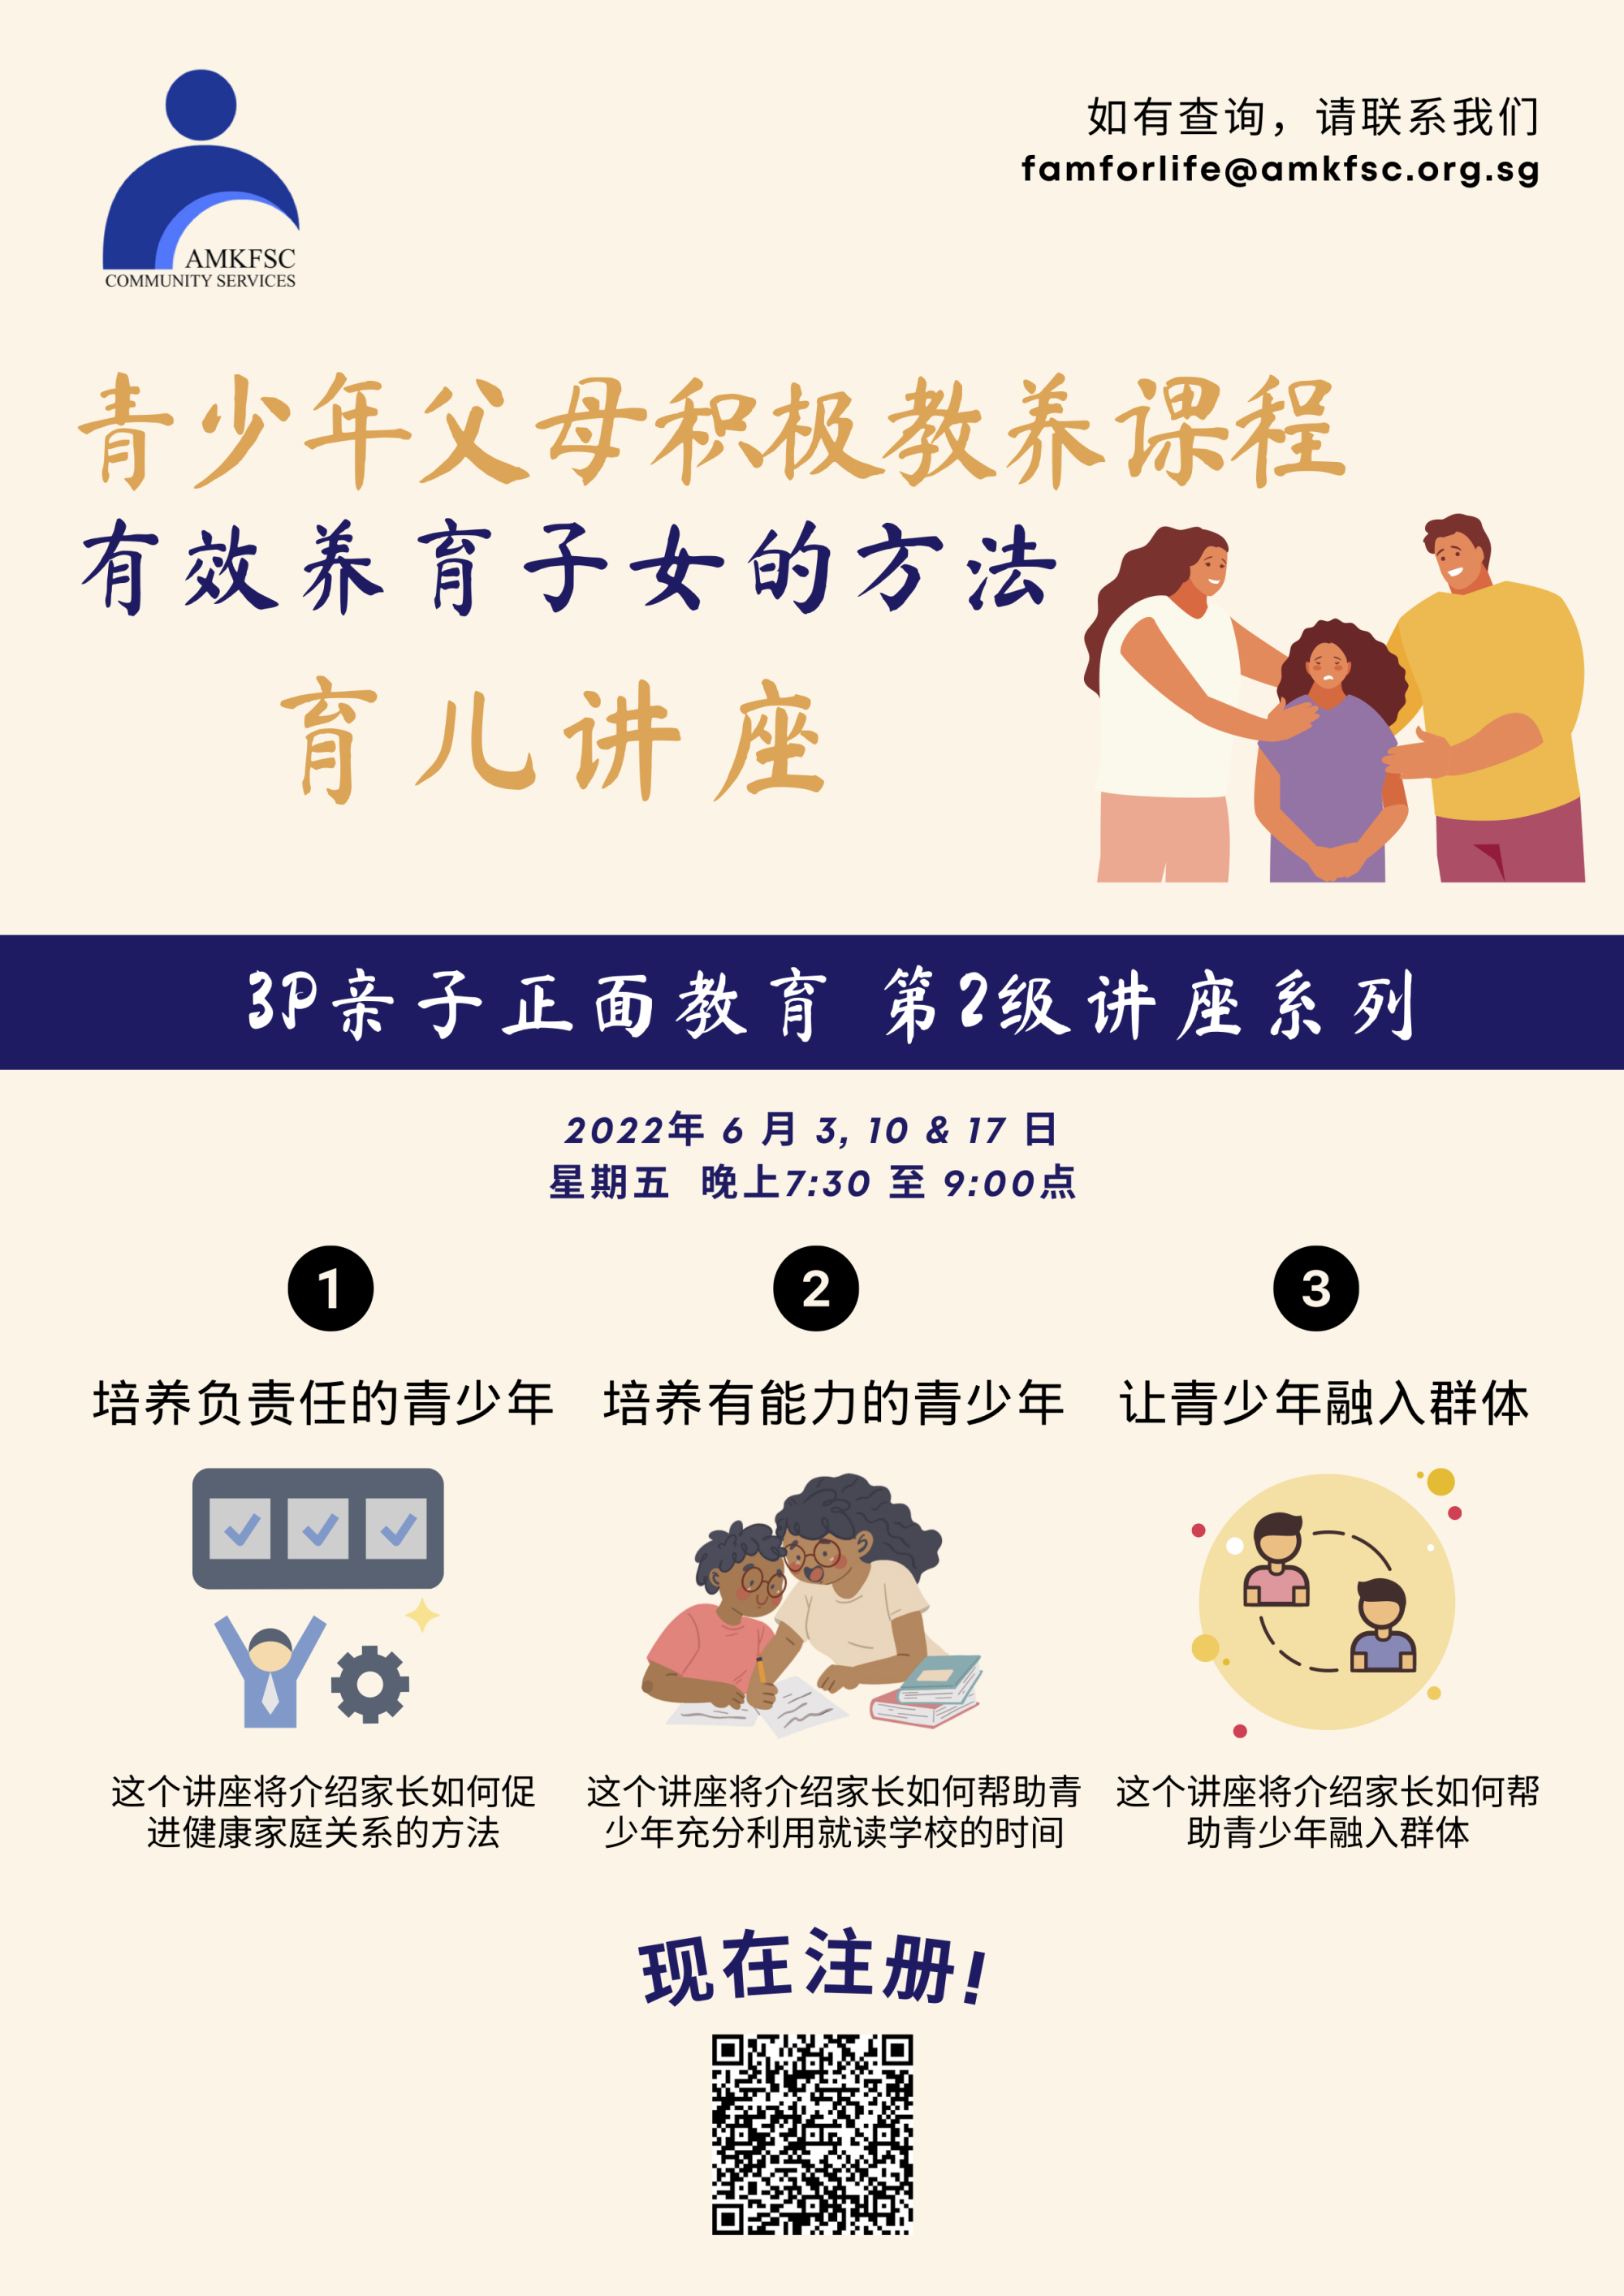 如有查询，请联系我们
famforlife@amkfsc.org.sg
AMKFSC
COMMUNITY SERVICES
青少年父母积极教养课程
有效养育子女的方法
育儿讲座
3P亲子正面教育 第2级讲座系列
2022年 6 月 3, 10 & 17 日
星期五 晚上7:30 至 9:00点
1
培养负责任的青少年
这个讲座将介绍家长如何促
进健康家庭关系的方法
2
培养有能力的青少年
这个讲座将介绍家长如何帮助青
少年充分利用就读学校的时间
3
让青少年融入群体
这个讲座将介绍家长如何帮
助青少年融入群体
现在注册!